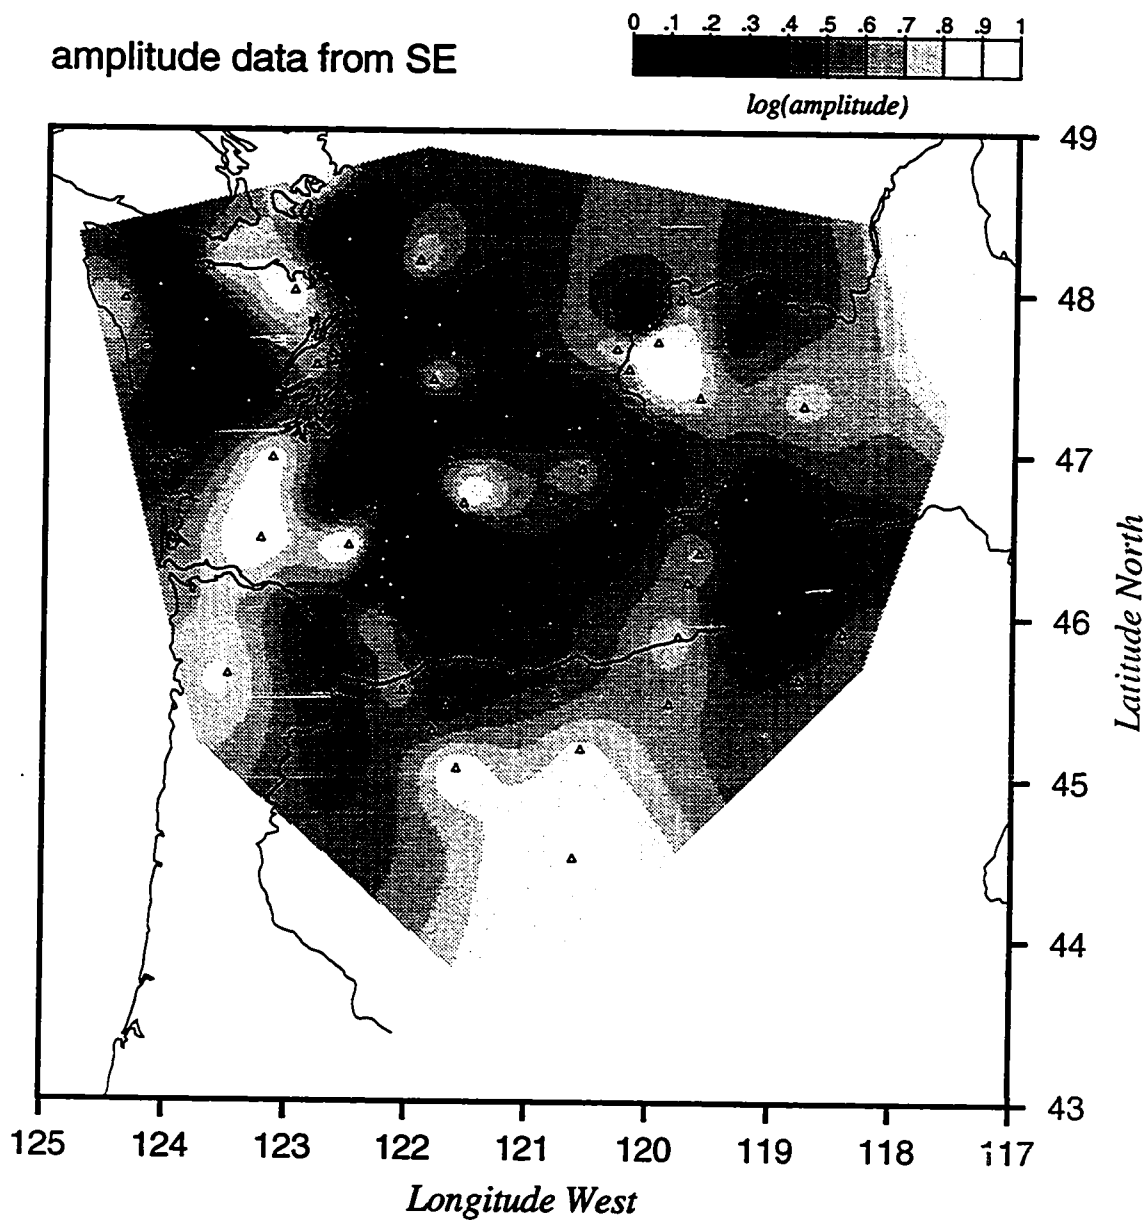 0 .1 .2 .3 .4 .5 .6 .7 .8 .9 1
amplitude data from SE
log(amplitude)
49
48
47
46
45
44
43
Latitude North
125 124 123 122 121 120 119 118 117
Longitude West